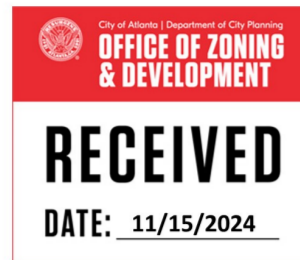 City of Atlanta | Department of City Planning
OFFICE OF ZONING
& DEVELOPMENT
RECEIVED
DATE: 11/15/2024